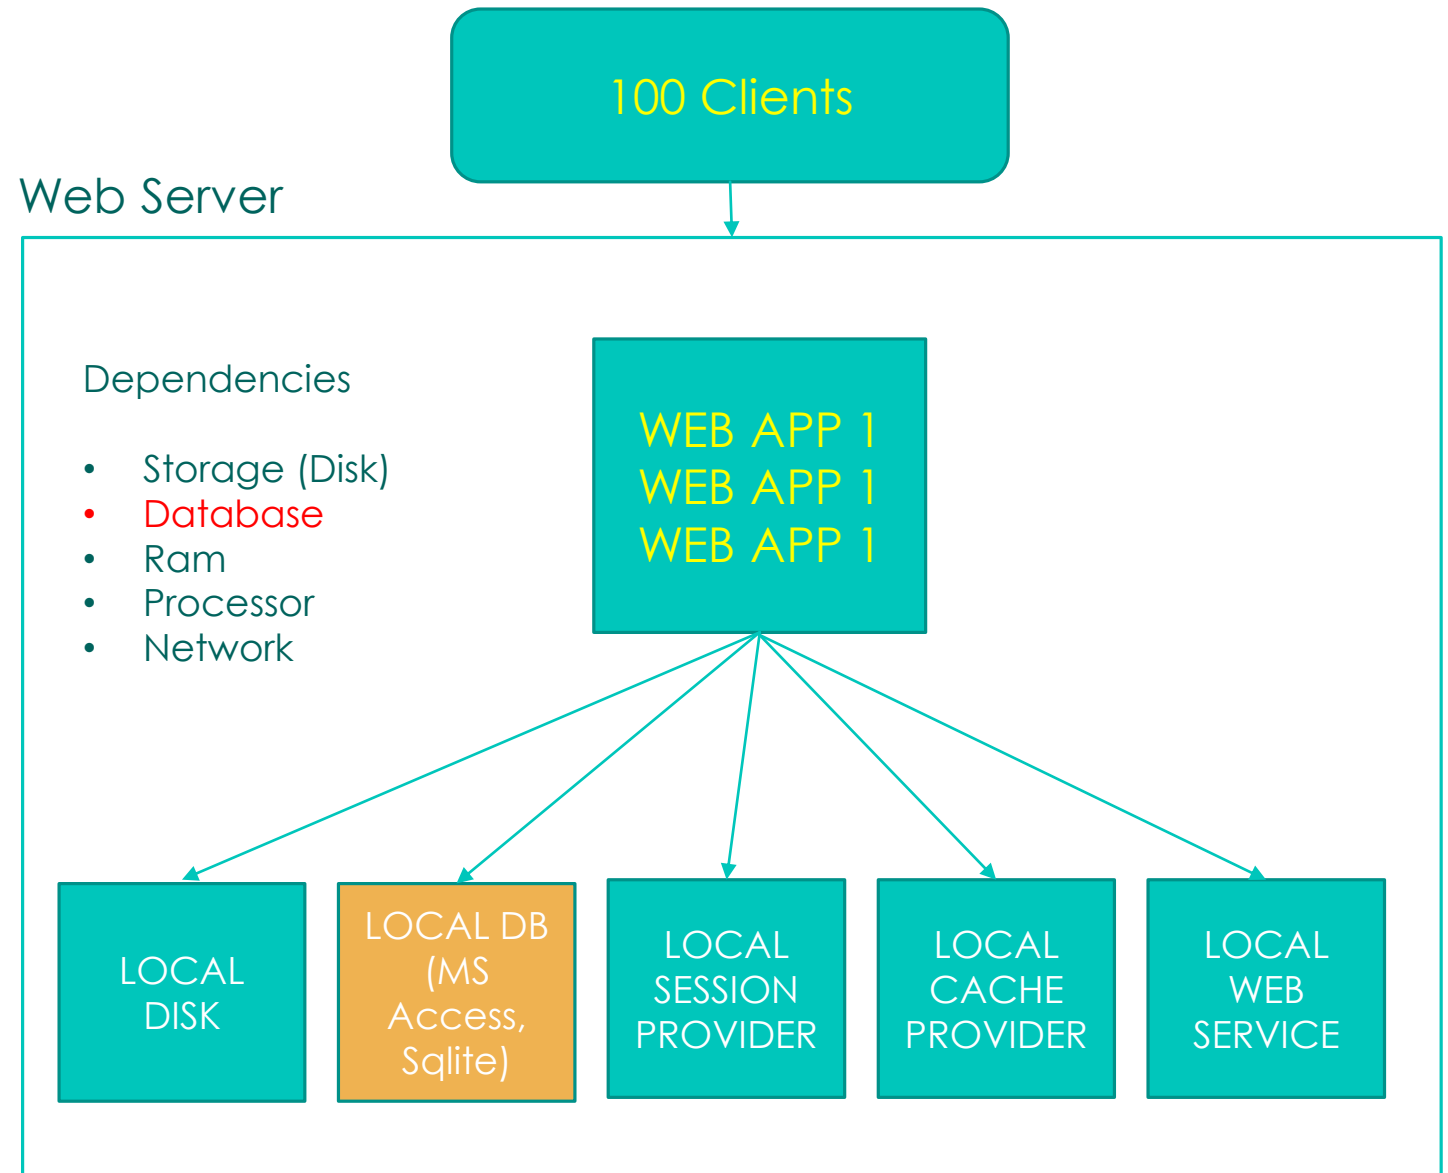 100 Clients
Web Server
Dependencies
• Storage (Disk)
• Database
• Ram
• Processor
• Network
WEB APP 1
WEB APP 1
WEB APP 1
LOCAL
DISK
LOCAL DB
(MS
Access,
Sqlite)
LOCAL
SESSION
PROVIDER
LOCAL
CACHE
PROVIDER
LOCAL
WEB
SERVICE